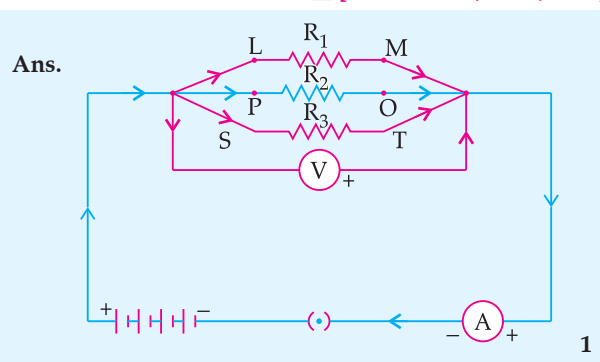 R1
L M
Ans.
R2
P O
R3
S T
V +
+ −
− A +
1